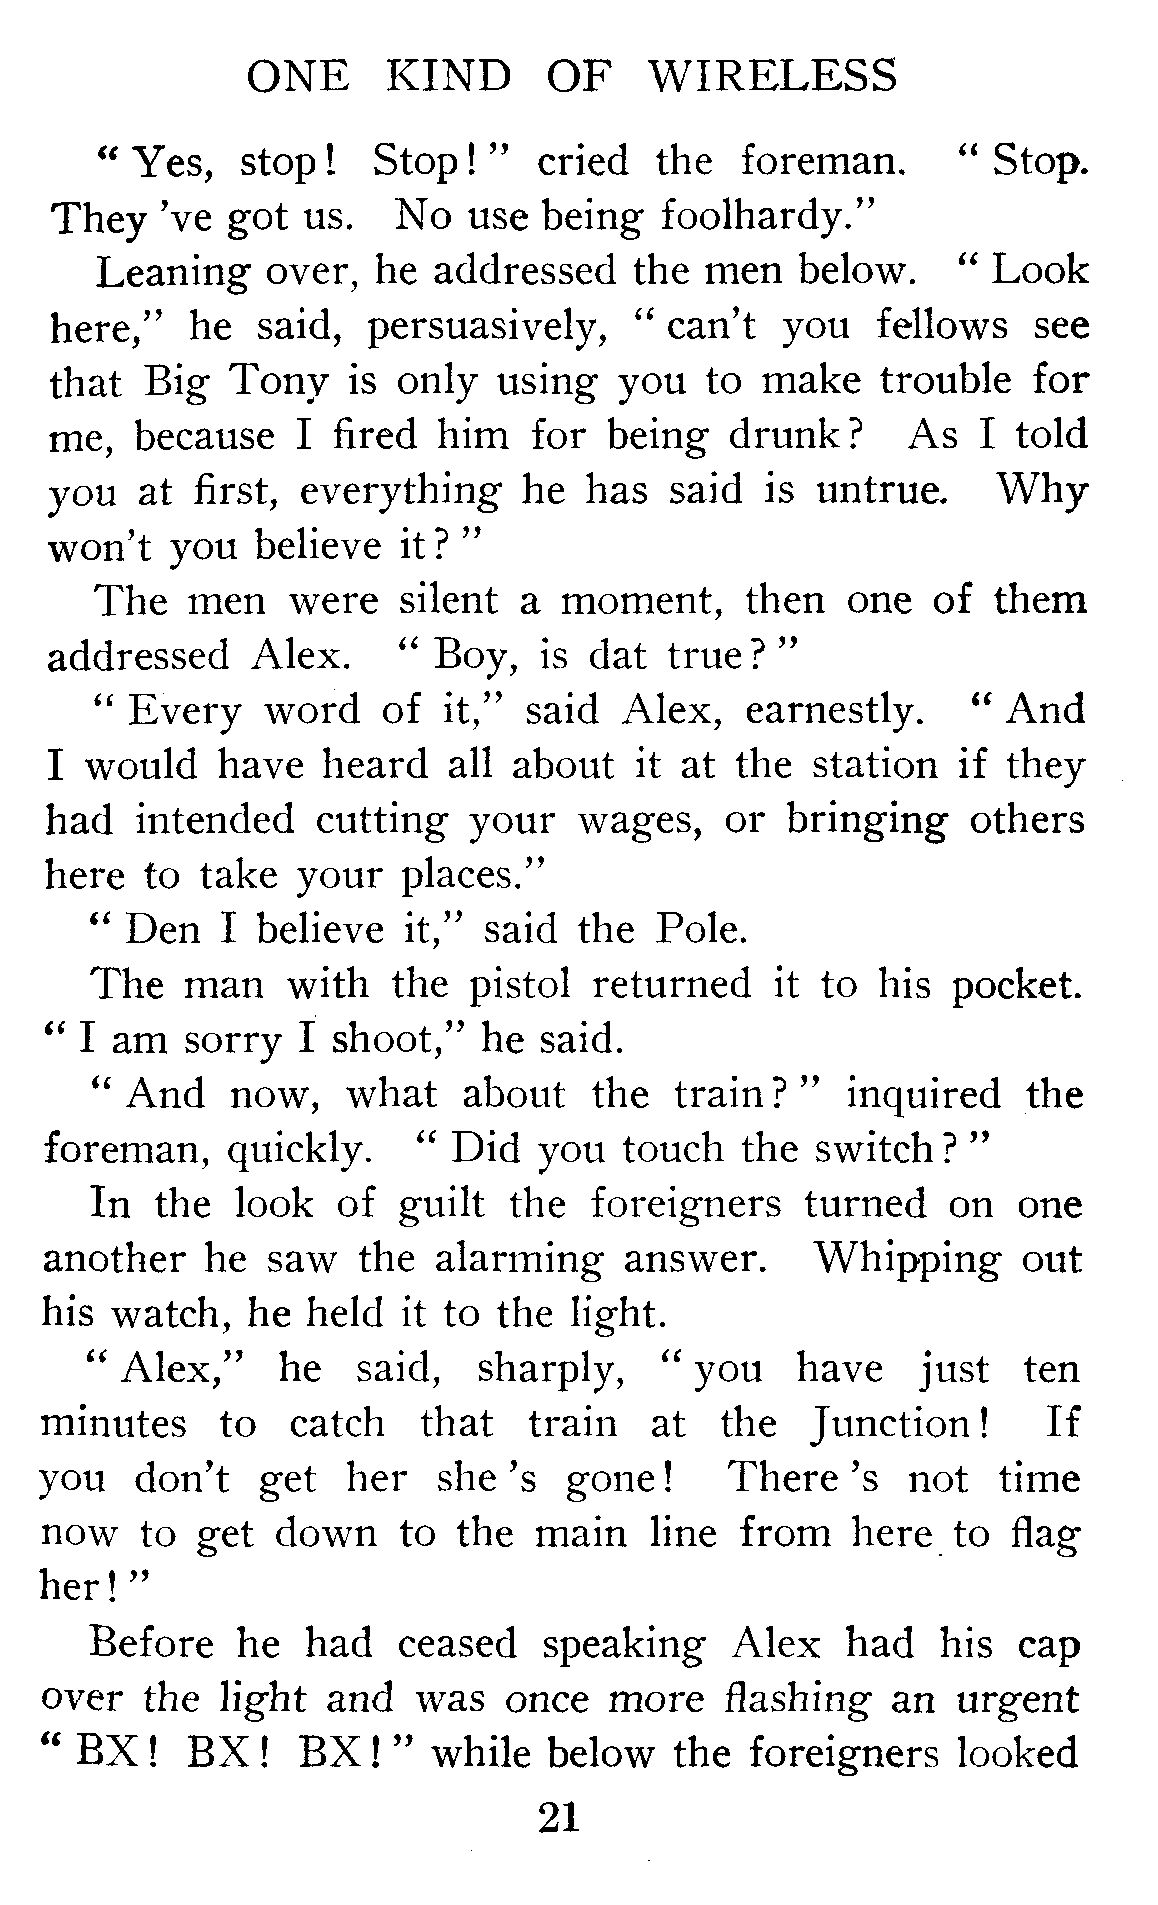 ONE KIND OF WIRELESS
“ Yes, stop! Stop! ” cried the foreman. “ Stop.
They 've got us. No use being foolhardy.”
Leaning over, he addressed the men below. “ Look
here,” he said, persuasively, “ can't you fellows see
that Big Tony is only using you to make trouble for
me, because I fired him for being drunk? As I told
you at first, everything he has said is untrue. Why
won't you believe it? ”
The men were silent a moment, then one of them
addressed Alex. “ Boy, is dat true? ”
“ Every word of it,” said Alex, earnestly. “ And
I would have heard all about it at the station if they
had intended cutting your wages, or bringing others
here to take your places.”
“ Den I believe it,” said the Pole.
The man with the pistol returned it to his pocket.
“ I am sorry I shoot,” he said.
“ And now, what about the train? ” inquired the
foreman, quickly. “ Did you touch the switch? ”
In the look of guilt the foreigners turned on one
another he saw the alarming answer. Whipping out
his watch, he held it to the light.
“ Alex,” he said, sharply, “ you have just ten
minutes to catch that train at the Junction! If
you don't get her she 's gone! There 's not time
now to get down to the main line from here to flag
her! ”
Before he had ceased speaking Alex had his cap
over the light and was once more flashing an urgent
“ BX! BX! BX! ” while below the foreigners looked
21